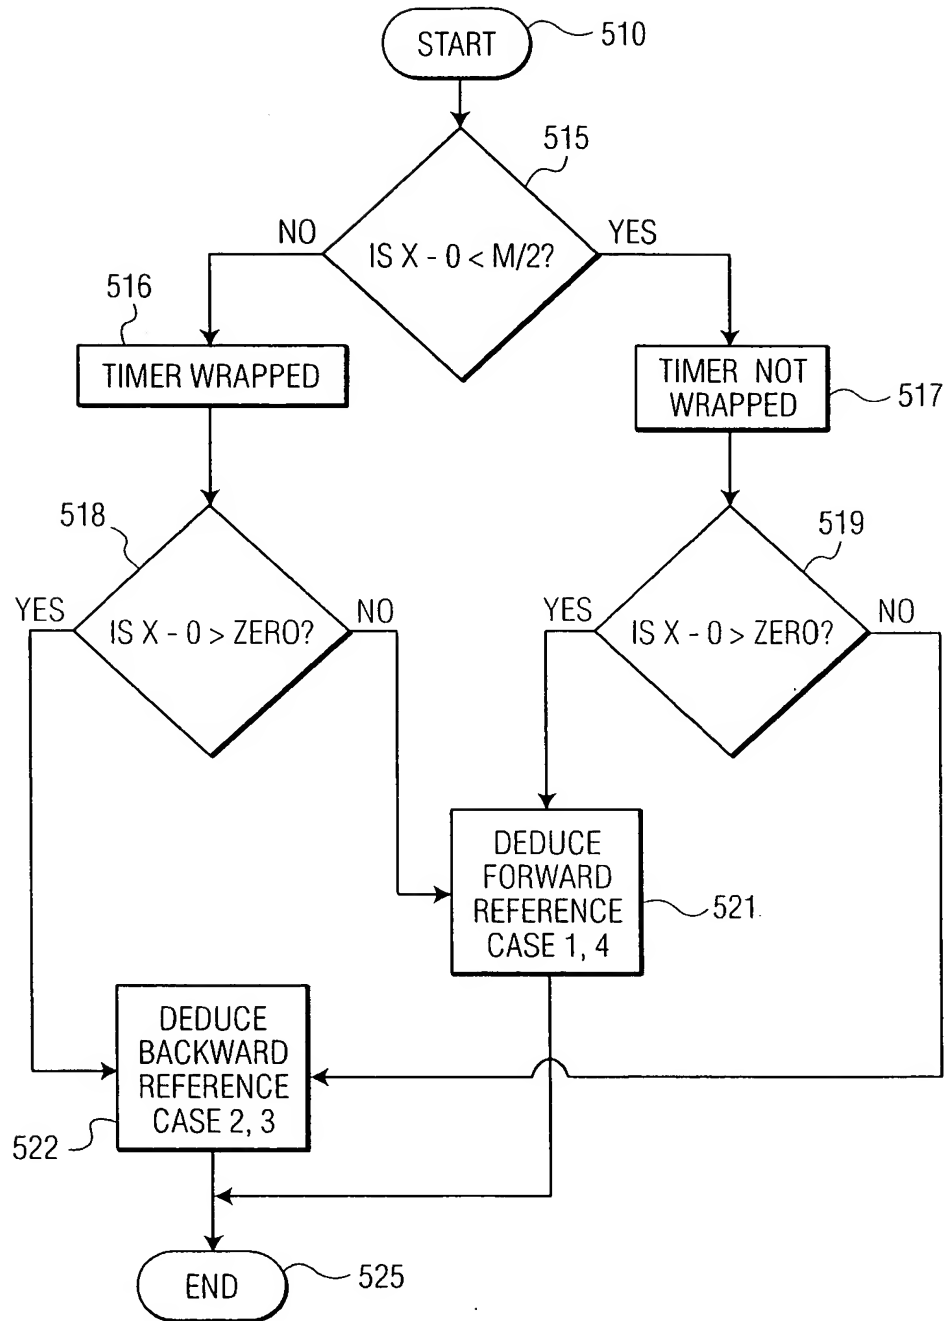 START
510
515
NO
YES
IS X - 0 < M/2?
516
TIMER WRAPPED
TIMER NOT
WRAPPED
517
518
519
YES
NO
YES
NO
IS X - 0 > ZERO?
IS X - 0 > ZERO?
DEDUCE
FORWARD
REFERENCE
CASE 1, 4
521
DEDUCE
BACKWARD
REFERENCE
CASE 2, 3
522
END
525